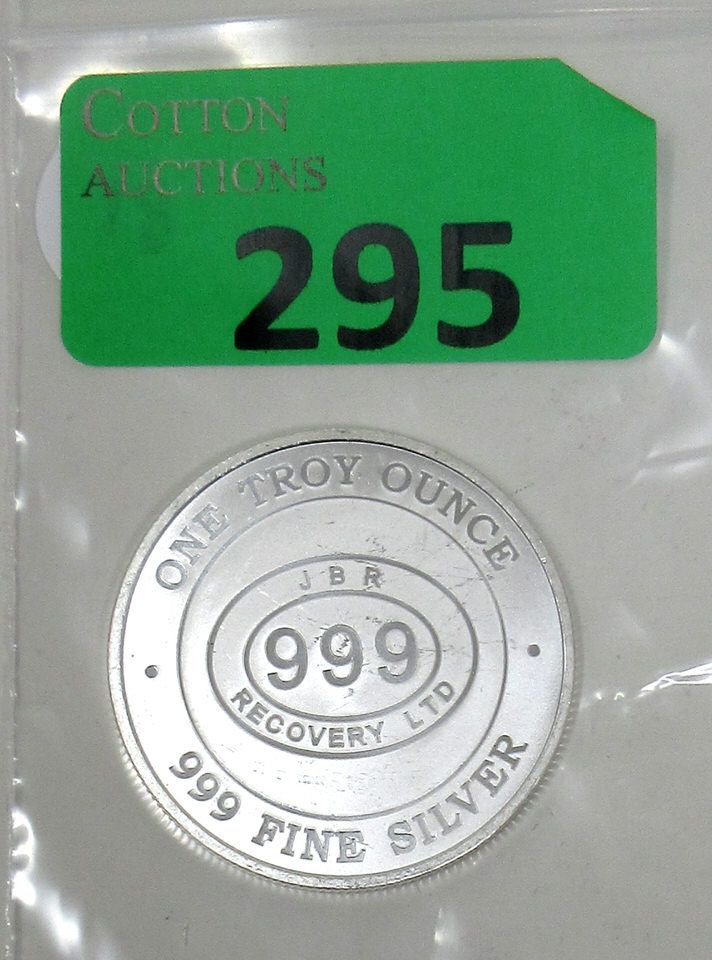 COTTON
AUCTIONS
295
ONE TROY OUNCE
JBR
999
RECOVERY LTD
999 FINE SILVER